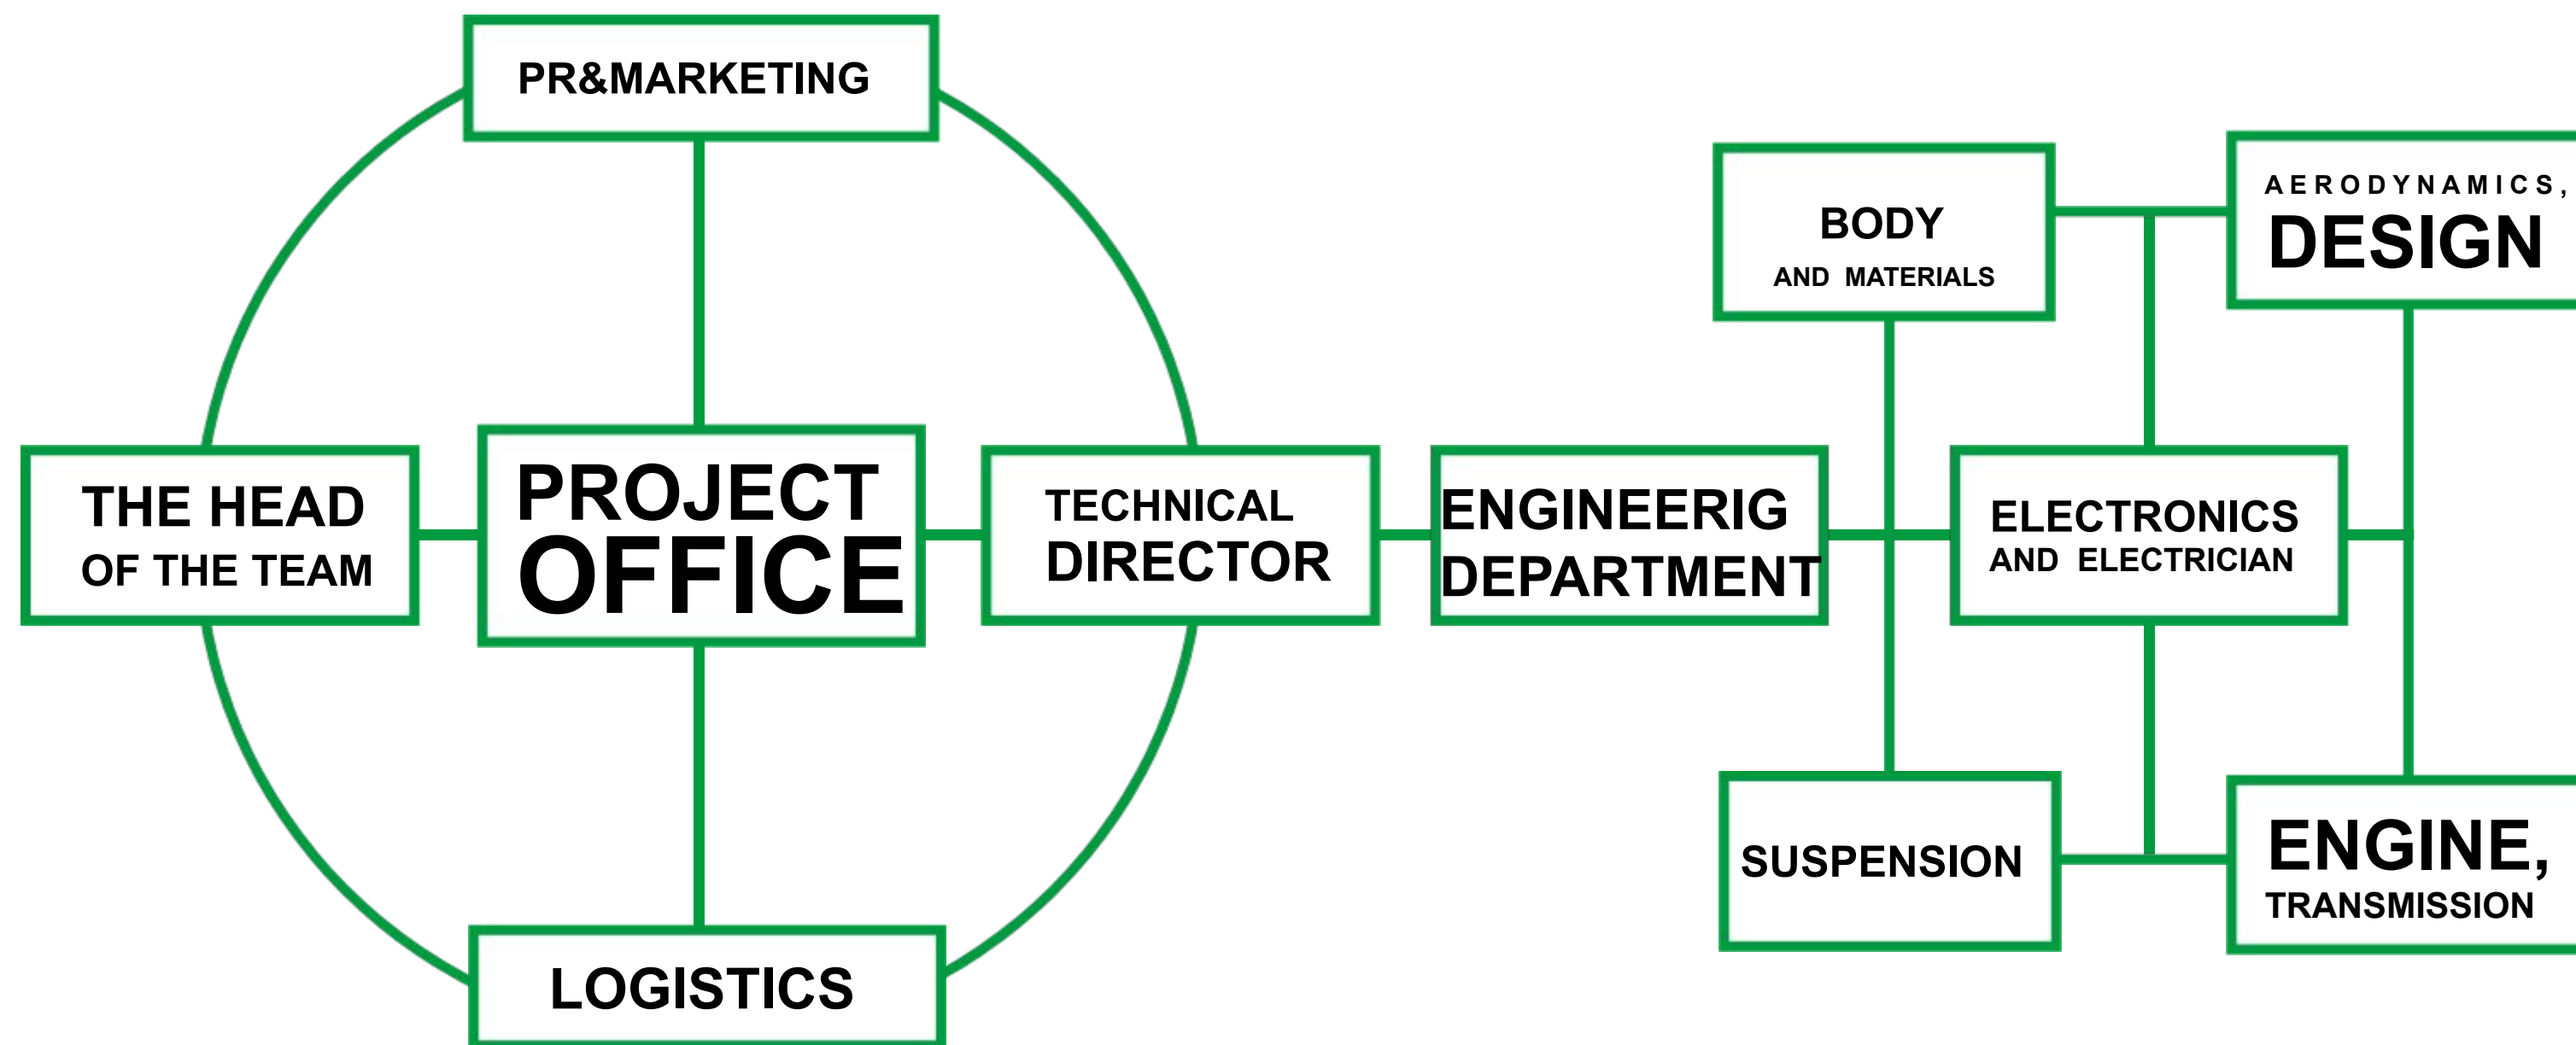 PR&MARKETING
THE HEAD
OF THE TEAM
PROJECT
OFFICE
TECHNICAL
DIRECTOR
LOGISTICS
ENGINEERIG
DEPARTMENT
BODY
AND MATERIALS
AERODYNAMICS,
DESIGN
ELECTRONICS
AND ELECTRICIAN
SUSPENSION
ENGINE,
TRANSMISSION